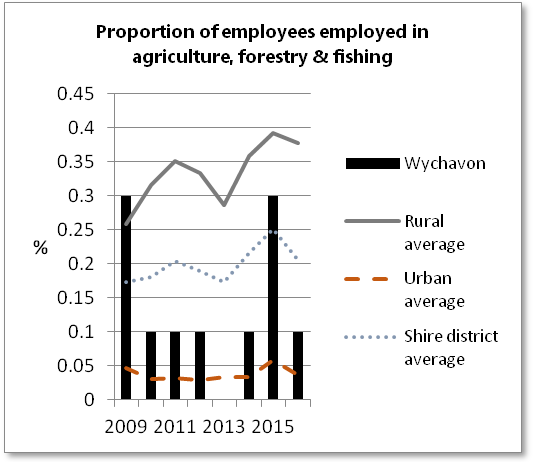 Proportion of employees employed in
agriculture, forestry & fishing
0.45
0.4
0.35
0.3
0.25
0.2
0.15
0.1
0.05
0
%
2009 2011 2013 2015
Wychavon
Rural
average
Urban
average
Shire district
average